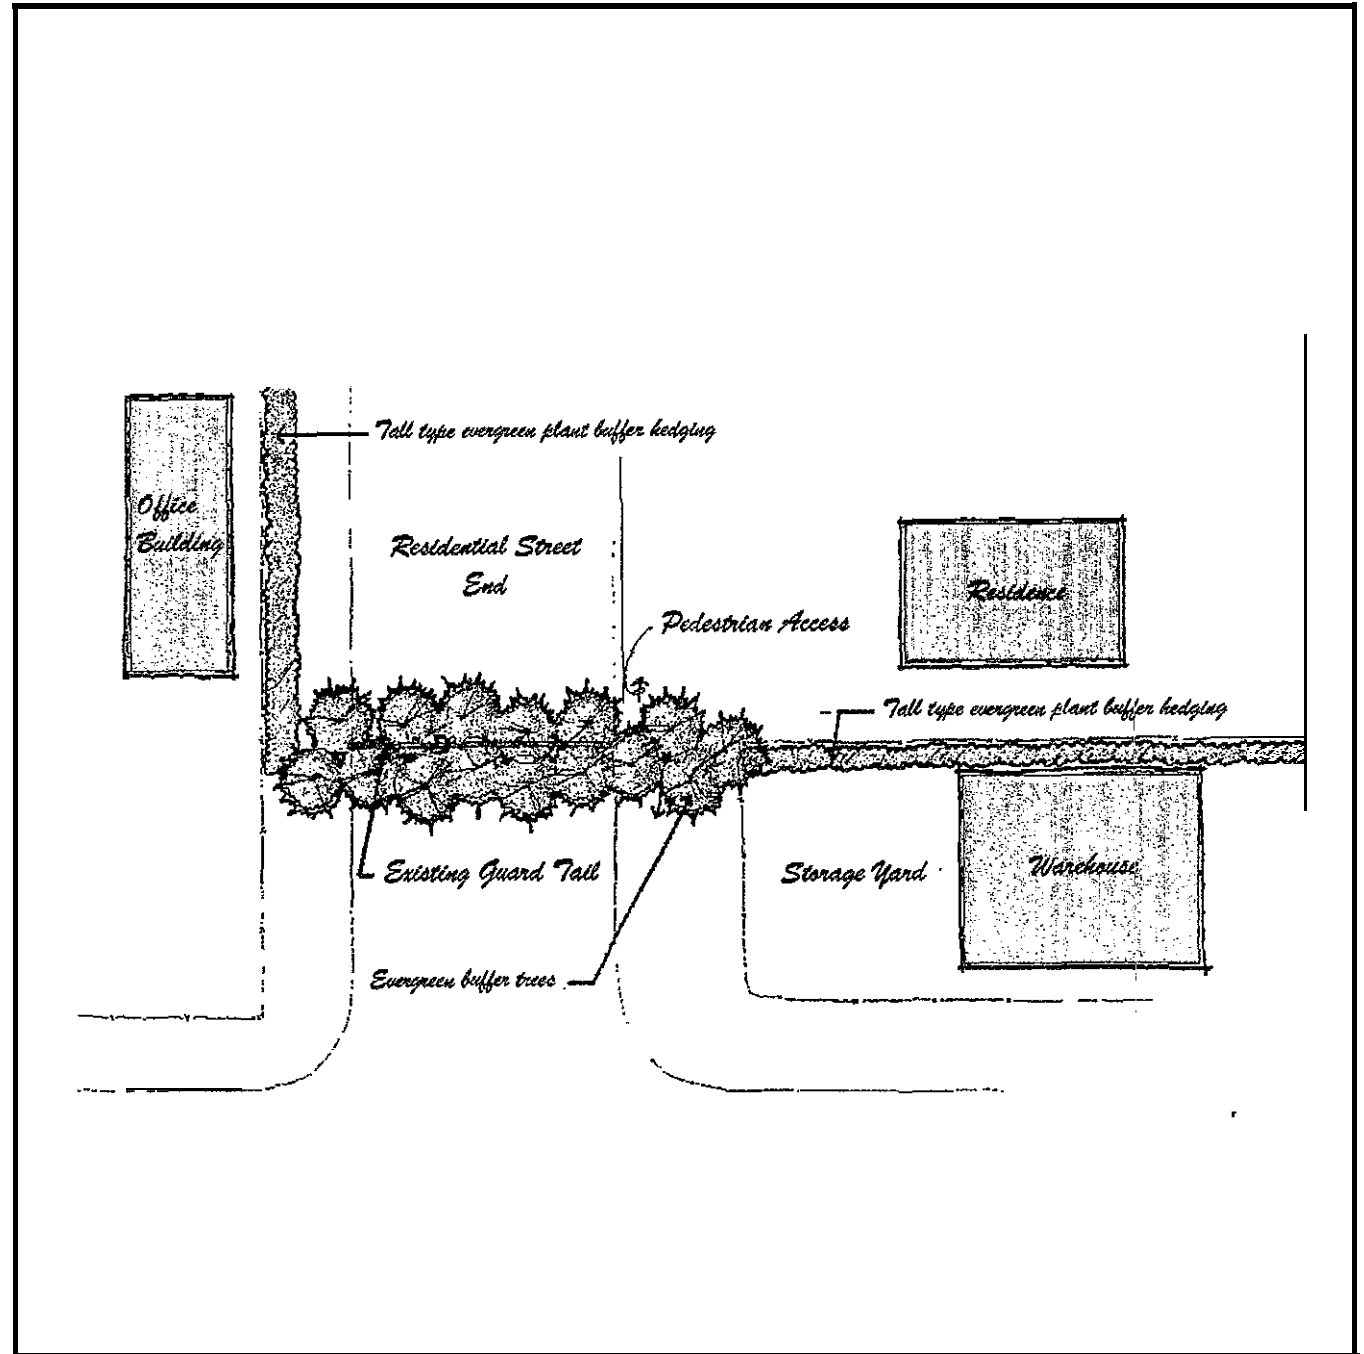 Tall type evergreen plant buffer hedging
Office
Building
Residential Street
End
Residence
Pedestrian Access
Tall type evergreen plant buffer hedging
Existing Guard Tail
Storage Yard
Warehouse
Evergreen buffer trees